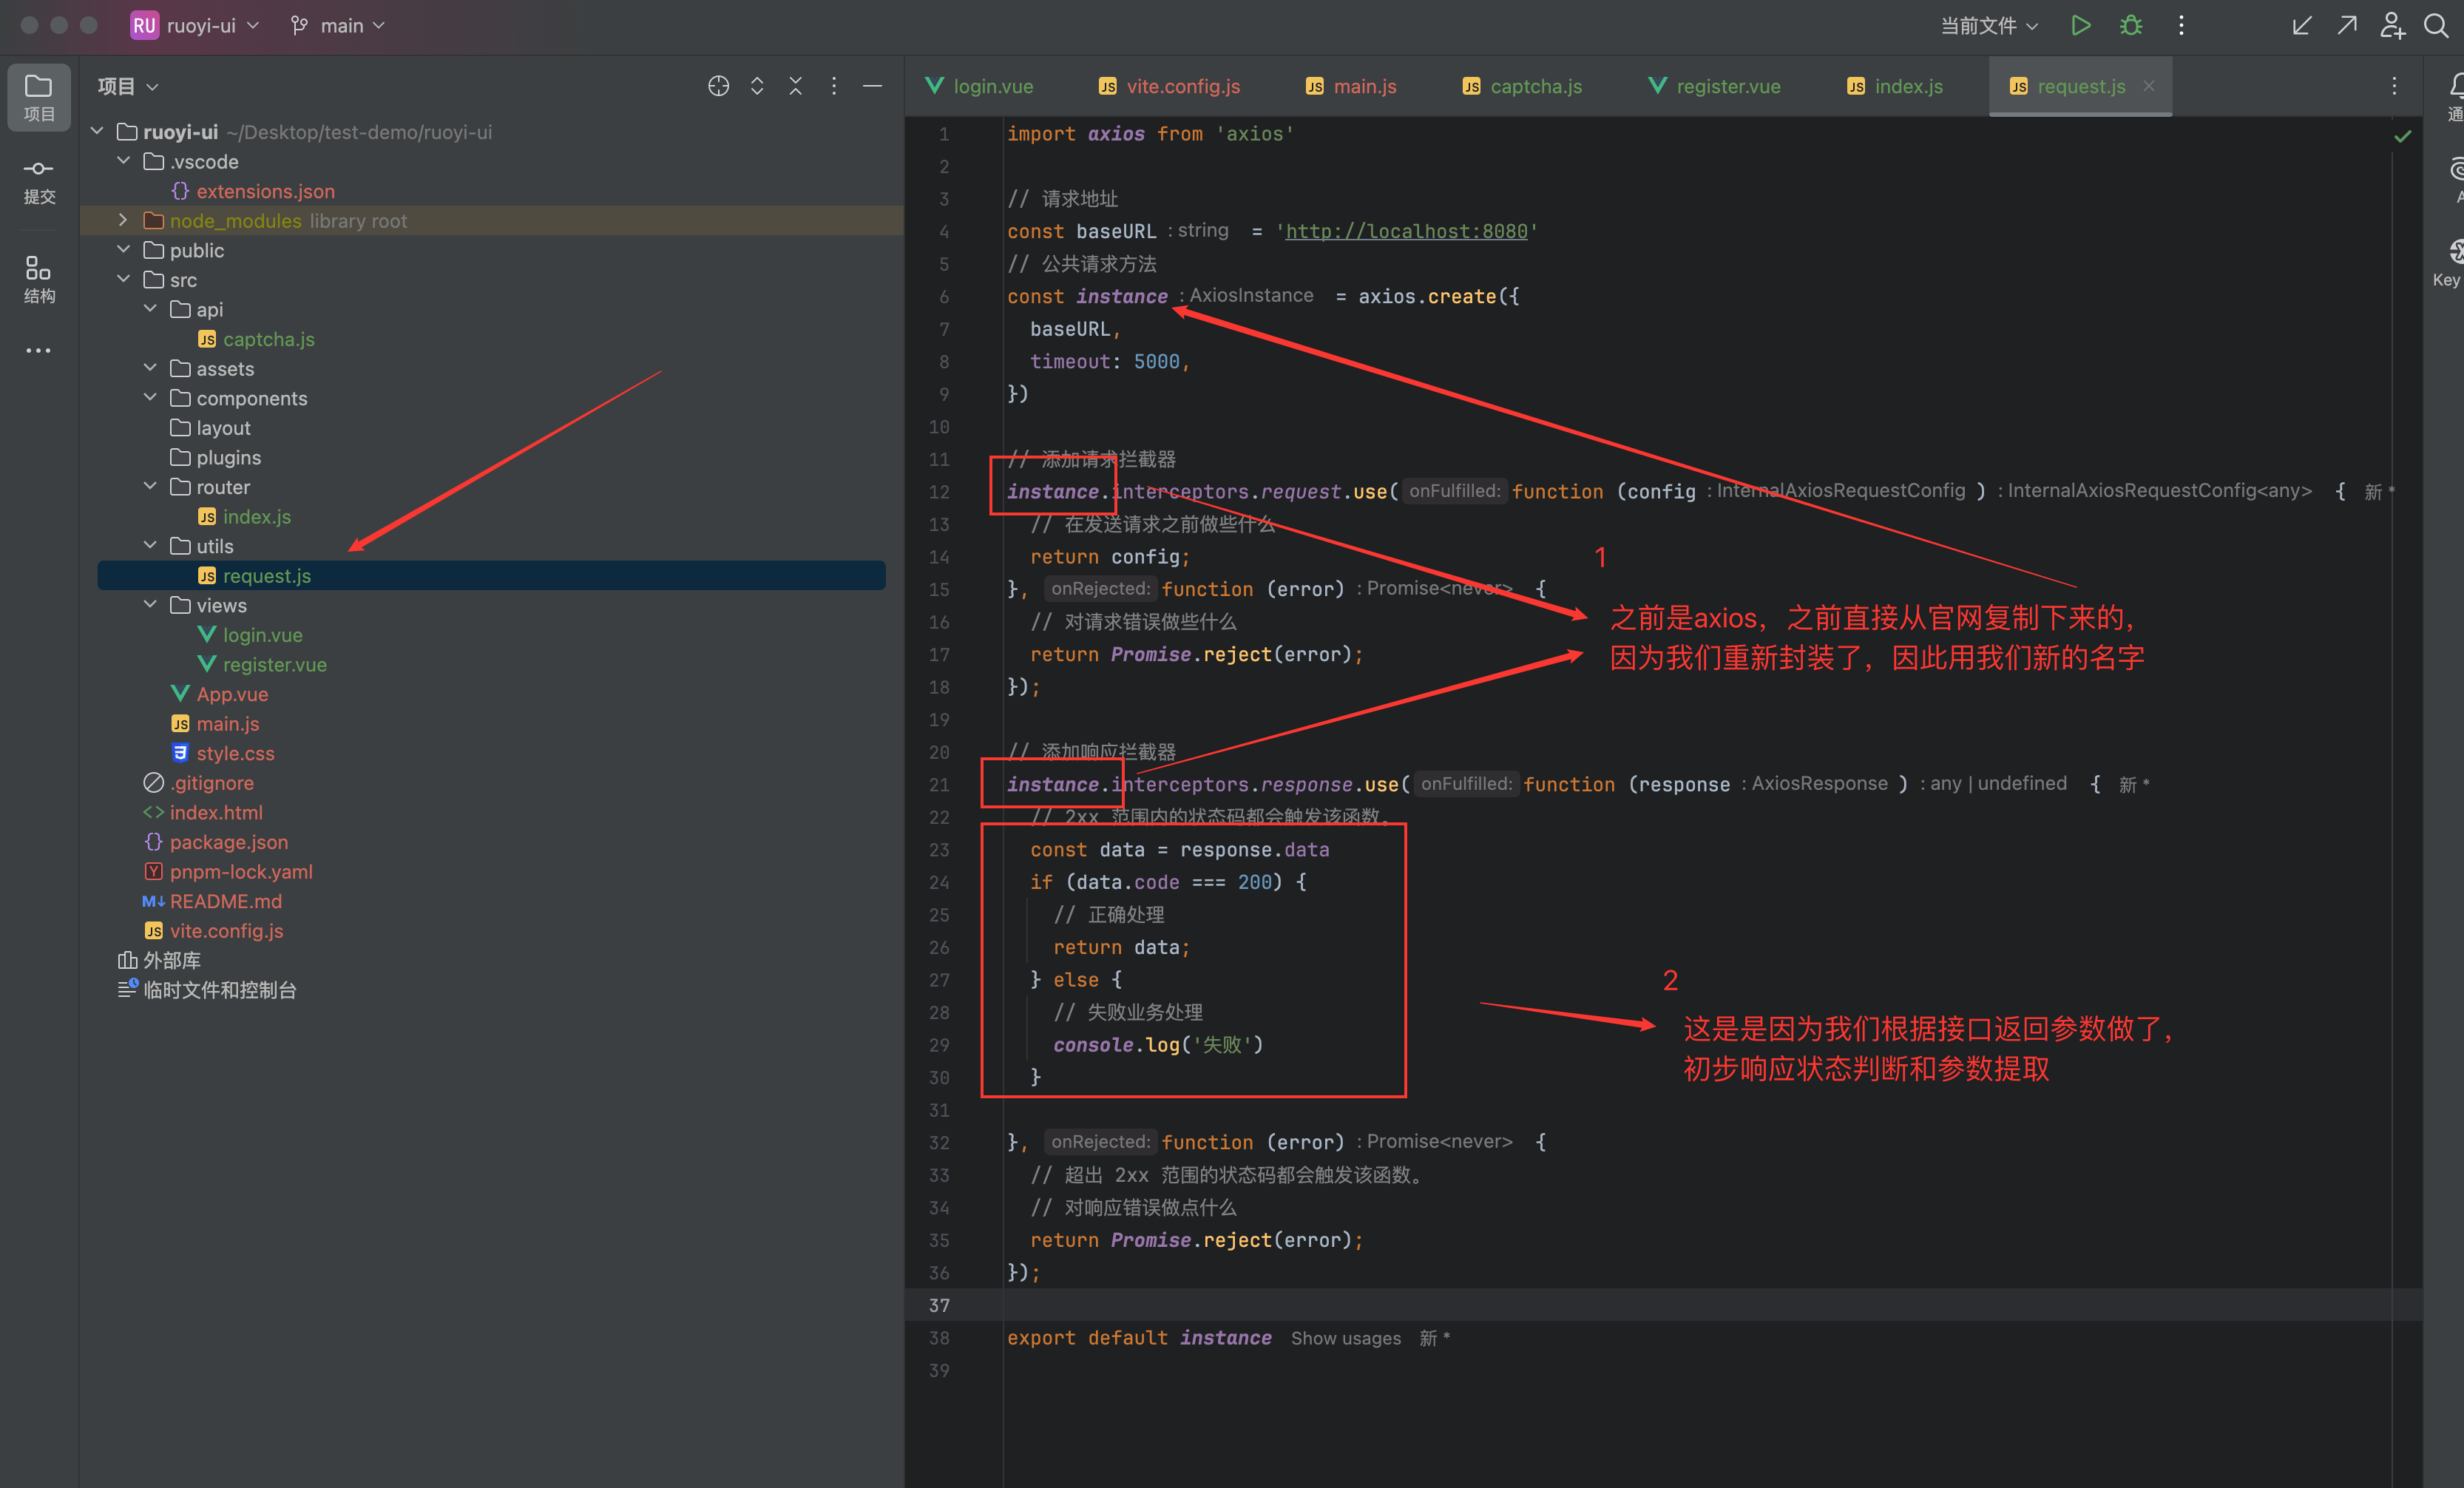 RU ruoyi-ui main 当前文件
项目
提交
结构
项目
ruoyi-ui ~/Desktop/test-demo/ruoyi-ui
.vscode
extensions.json
node_modules library root
public
src
api
captcha.js
assets
components
layout
plugins
router
index.js
utils
request.js
views
login.vue
register.vue
App.vue
main.js
style.css
.gitignore
index.html
package.json
pnpm-lock.yaml
README.md
vite.config.js
外部库
临时文件和控制台
login.vue vite.config.js main.js captcha.js register.vue index.js request.js
1 import axios from 'axios'
2
3 // 请求地址
4 const baseURL : string = 'http://localhost:8080'
5 // 公共请求方法
6 const instance : AxiosInstance = axios.create({
7 baseURL,
8 timeout: 5000,
9 })
10
11 // 添加请求拦截器
12 instance.interceptors.request.use( onFulfilled: function (config : InternalAxiosRequestConfig ) : InternalAxiosRequestConfig<any> { 新 *
13 // 在发送请求之前做些什么
14 return config;
15 }, onRejected: function (error) : Promise<never> {
16 // 对请求错误做些什么
17 return Promise.reject(error);
18 });
19
20 // 添加响应拦截器
21 instance.interceptors.response.use( onFulfilled: function (response : AxiosResponse ) : any | undefined { 新 *
22 // 2xx 范围内的状态码都会触发该函数。
23 const data = response.data
24 if (data.code === 200) {
25 // 正确处理
26 return data;
27 } else {
28 // 失败业务处理
29 console.log('失败')
30 }
31
32 }, onRejected: function (error) : Promise<never> {
33 // 超出 2xx 范围的状态码都会触发该函数。
34 // 对响应错误做点什么
35 return Promise.reject(error);
36 });
37
38 export default instance Show usages 新 *
39
1
之前是axios，之前直接从官网复制下来的，
因为我们重新封装了，因此用我们新的名字
2
这是是因为我们根据接口返回参数做了，
初步响应状态判断和参数提取
通
A
Key